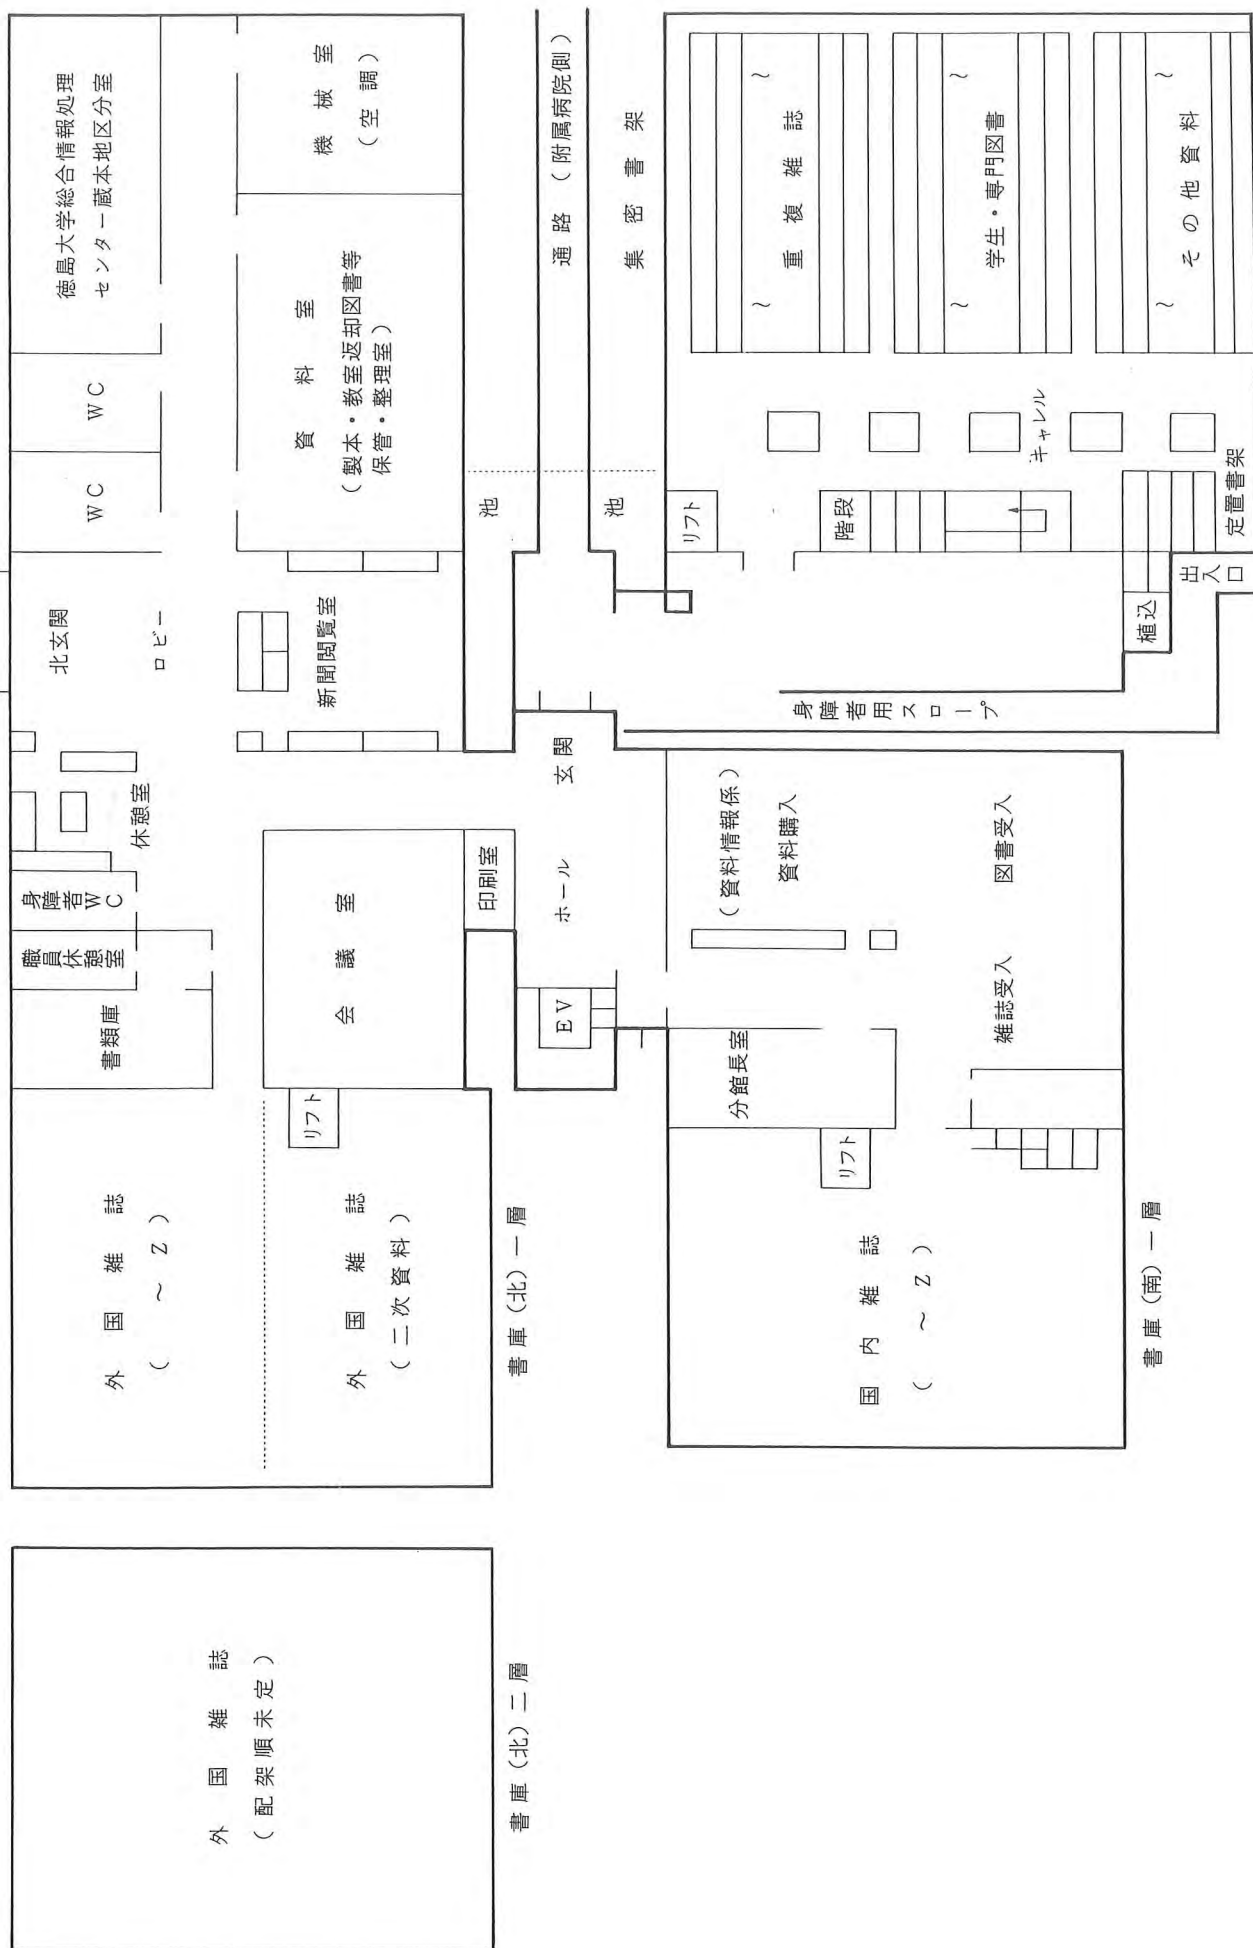 外国雑誌
（配架順未定）
書庫（北）二層
外国雑誌
（　～Z）
外国雑誌
（二次資料）
書庫（北）一層
リフト
書類庫
職員
休憩室
身障者
WC
休憩室
会議室
印刷室
EV
ホール
玄関
北玄関
ロビー
新聞閲覧室
WC
WC
徳島大学総合情報処理
センター蔵本地区分室
資料室
（製本・教室返却図書等
保管・整理室）
機械室
（空調）
池
通路（附属病院側）
池
国内雑誌
（　～Z）
書庫（南）一層
リフト
分館長室
雑誌受入
図書受入
（資料情報係）
資料購入
身障者用スロープ
植込
出入口
定置書架
リフト
階段
キャレル
集密書架
～重複雑誌～
～学生・専門図書～
～その他資料～